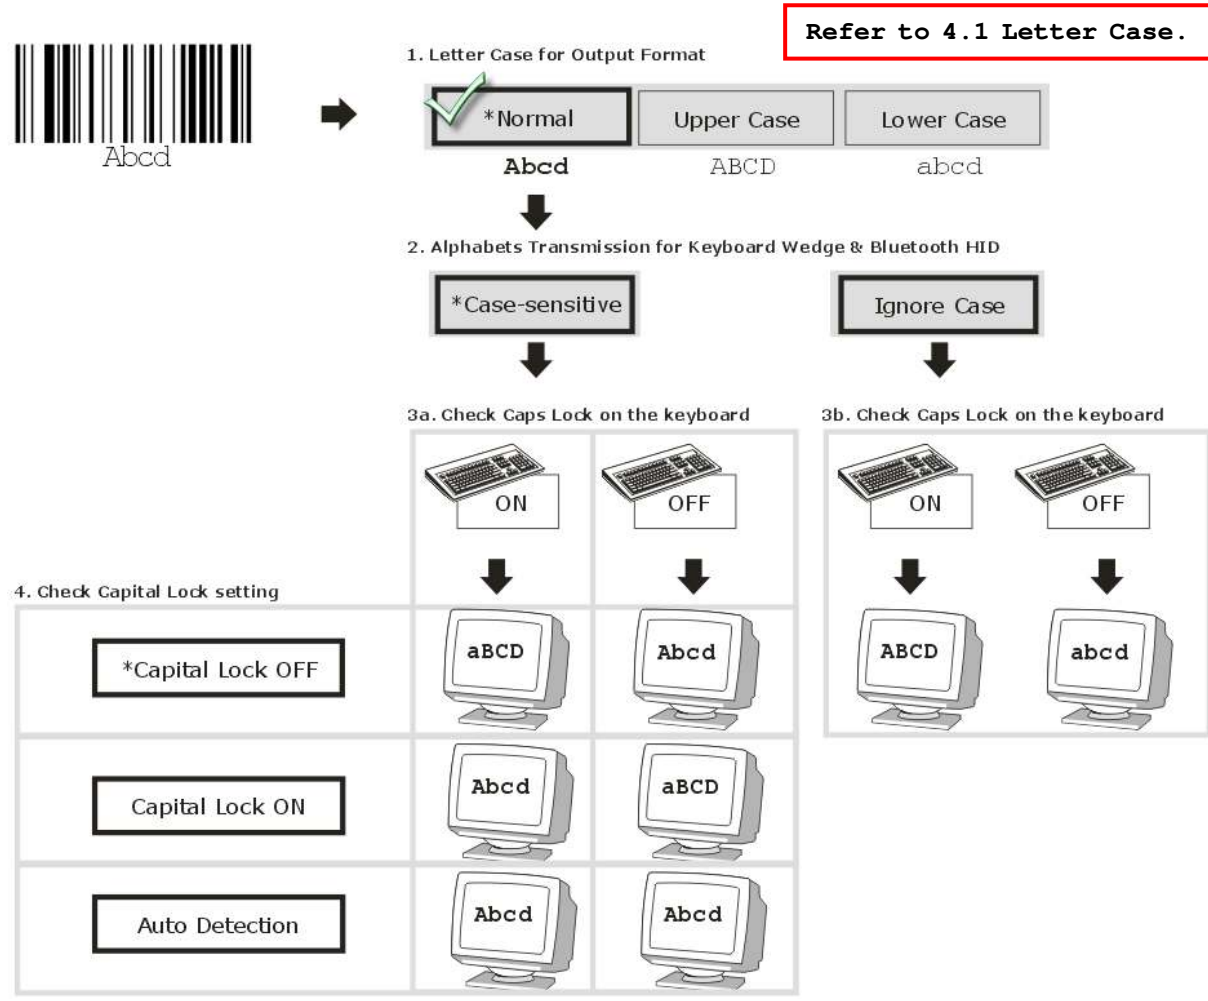 Refer to 4.1 Letter Case.
1. Letter Case for Output Format
*Normal Upper Case Lower Case
Abcd
Abcd ABCD abcd
2. Alphabets Transmission for Keyboard Wedge & Bluetooth HID
*Case-sensitive Ignore Case
3a. Check Caps Lock on the keyboard 3b. Check Caps Lock on the keyboard
ON OFF ON OFF
4. Check Capital Lock setting
*Capital Lock OFF aBCD Abcd ABCD abcd
Capital Lock ON Abcd aBCD
Auto Detection Abcd Abcd